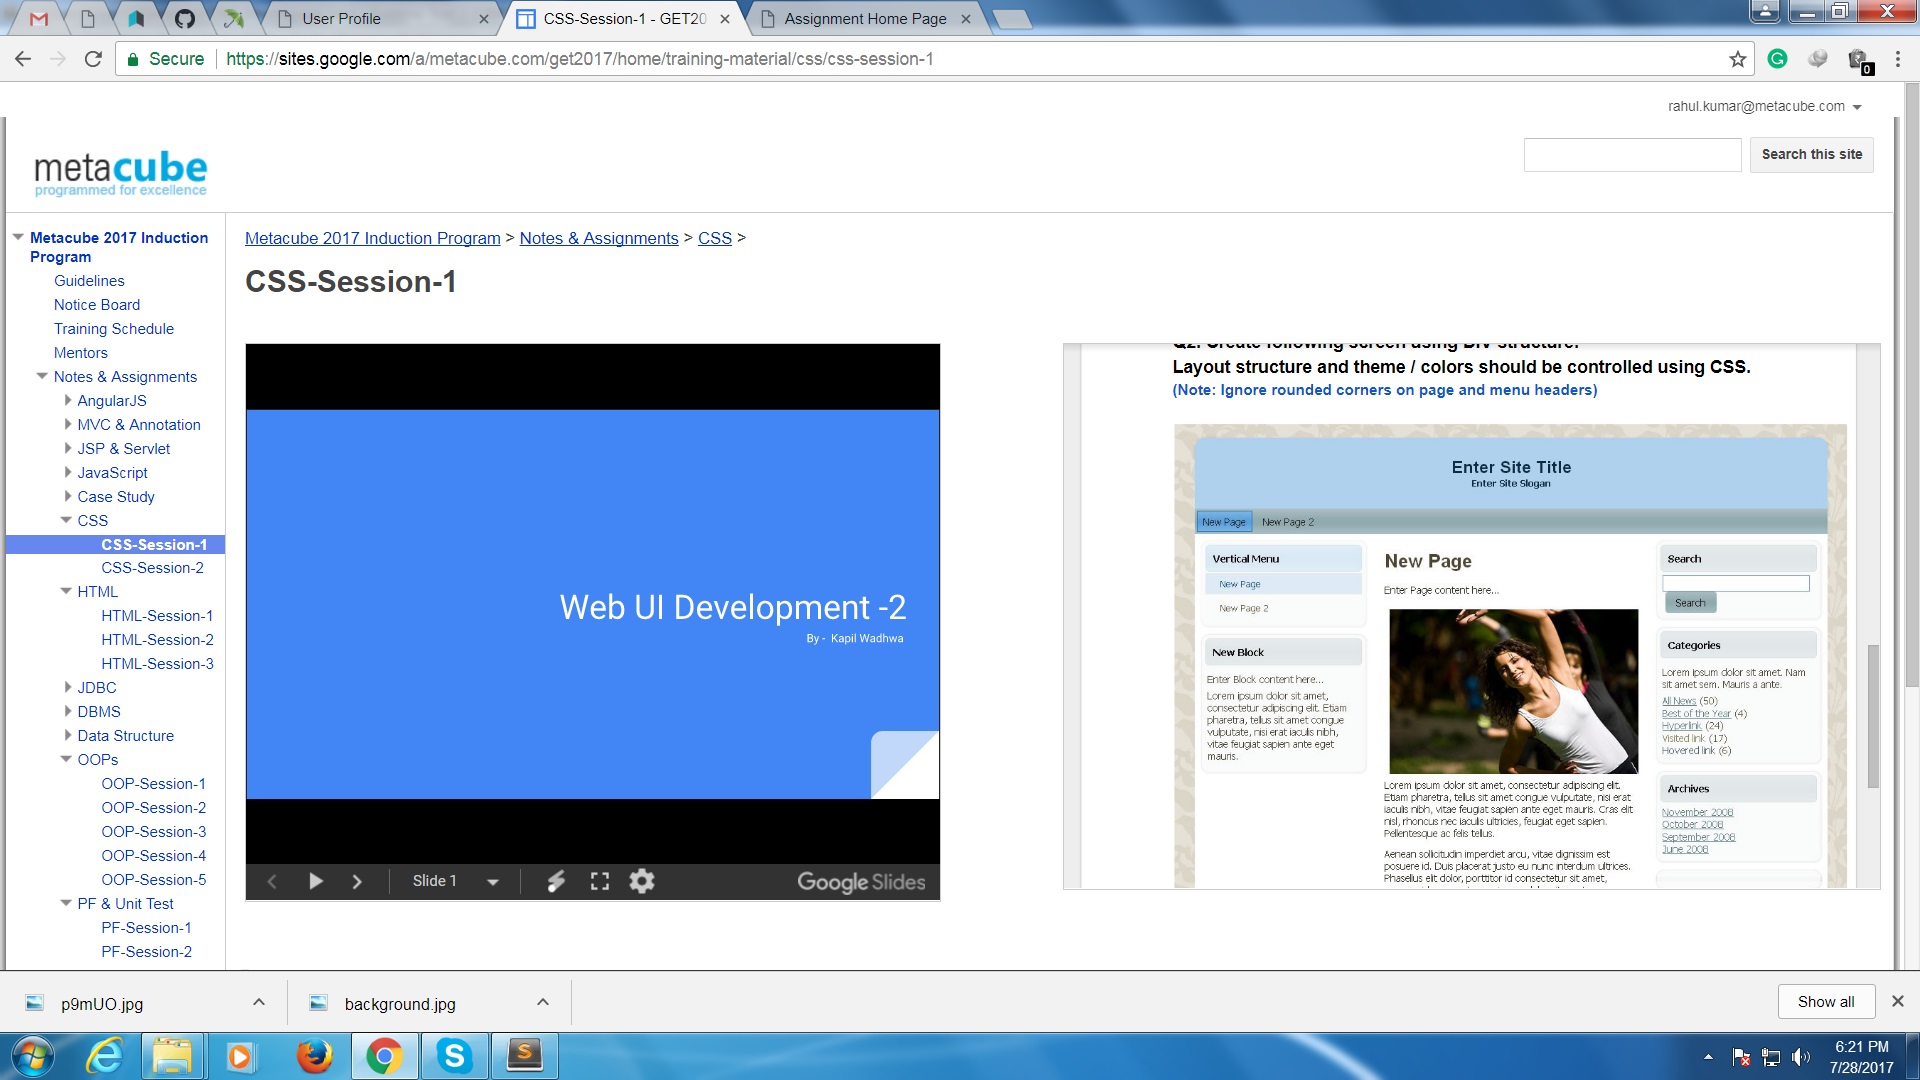 User Profile
CSS-Session-1 - GET20
Assignment Home Page
Secure
https://sites.google.com/a/metacube.com/get2017/home/training-material/css/css-session-1
0
rahul.kumar@metacube.com
metacube
programmed for excellence
Search this site
Metacube 2017 Induction
Program
Guidelines
Notice Board
Training Schedule
Mentors
Notes & Assignments
AngularJS
MVC & Annotation
JSP & Servlet
JavaScript
Case Study
CSS
CSS-Session-1
CSS-Session-2
HTML
HTML-Session-1
HTML-Session-2
HTML-Session-3
JDBC
DBMS
Data Structure
OOPs
OOP-Session-1
OOP-Session-2
OOP-Session-3
OOP-Session-4
OOP-Session-5
PF & Unit Test
PF-Session-1
PF-Session-2
Metacube 2017 Induction Program > Notes & Assignments > CSS >
CSS-Session-1
Web UI Development -2
By - Kapil Wadhwa
Slide 1
Google Slides
Q2. Create following screen using DIV structure.
Layout structure and theme / colors should be controlled using CSS.
(Note: Ignore rounded corners on page and menu headers)
Enter Site Title
Enter Site Slogan
New Page
New Page 2
Vertical Menu
New Page
New Page 2
New Block
Enter Block content here...
Lorem ipsum dolor sit amet,
consectetur adipiscing elit. Etiam
pharetra, tellus sit amet congue
vulputate, nisi erat iaculis nibh,
vitae feugiat sapien ante eget
mauris.
New Page
Enter Page content here...
Lorem ipsum dolor sit amet, consectetur adipiscing elit.
Etiam pharetra, tellus sit amet congue vulputate, nisi erat
iaculis nibh, vitae feugiat sapien ante eget mauris. Cras elit
nisl, rhoncus nec iaculis ultricies, feugiat eget sapien.
Pellentesque ac felis tellus.
Aenean sollicitudin imperdiet arcu, vitae dignissim est
posuere id. Duis placerat justo eu nunc interdum ultrices.
Phasellus elit dolor, porttitor id consectetur sit amet,
Search
Search
Categories
Lorem ipsum dolor sit amet. Nam
sit amet sem. Mauris a ante.
All News (50)
Best of the Year (4)
Hyperlink (24)
Visited link (17)
Hovered link (6)
Archives
November 2008
October 2008
September 2008
June 2008
p9mUO.jpg
background.jpg
Show all
6:21 PM
7/28/2017